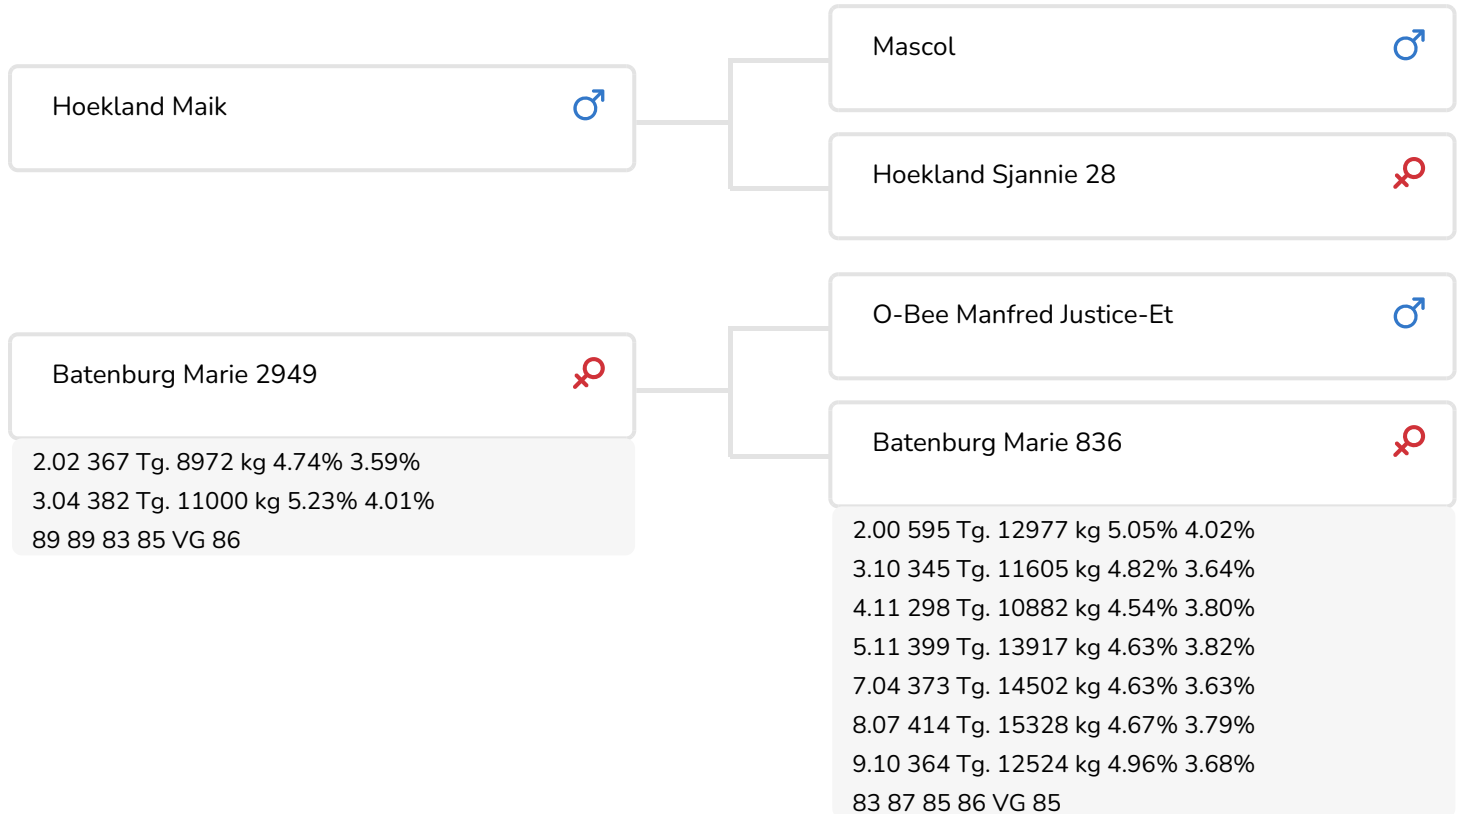 Hoekland Maik
Mascol
Hoekland Sjannie 28
Batenburg Marie 2949
2.02 367 Tg. 8972 kg 4.74% 3.59%
3.04 382 Tg. 11000 kg 5.23% 4.01%
89 89 83 85 VG 86
O-Bee Manfred Justice-Et
Batenburg Marie 836
2.00 595 Tg. 12977 kg 5.05% 4.02%
3.10 345 Tg. 11605 kg 4.82% 3.64%
4.11 298 Tg. 10882 kg 4.54% 3.80%
5.11 399 Tg. 13917 kg 4.63% 3.82%
7.04 373 Tg. 14502 kg 4.63% 3.63%
8.07 414 Tg. 15328 kg 4.67% 3.79%
9.10 364 Tg. 12524 kg 4.96% 3.68%
83 87 85 86 VG 85